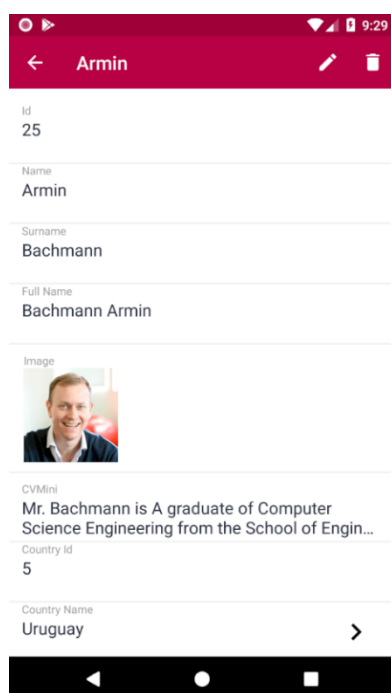 9:29
Armin
Id
25
Name
Armin
Surname
Bachmann
Full Name
Bachmann Armin
Image
CVMini
Mr. Bachmann is A graduate of Computer
Science Engineering from the School of Engin...
Country Id
5
Country Name
Uruguay